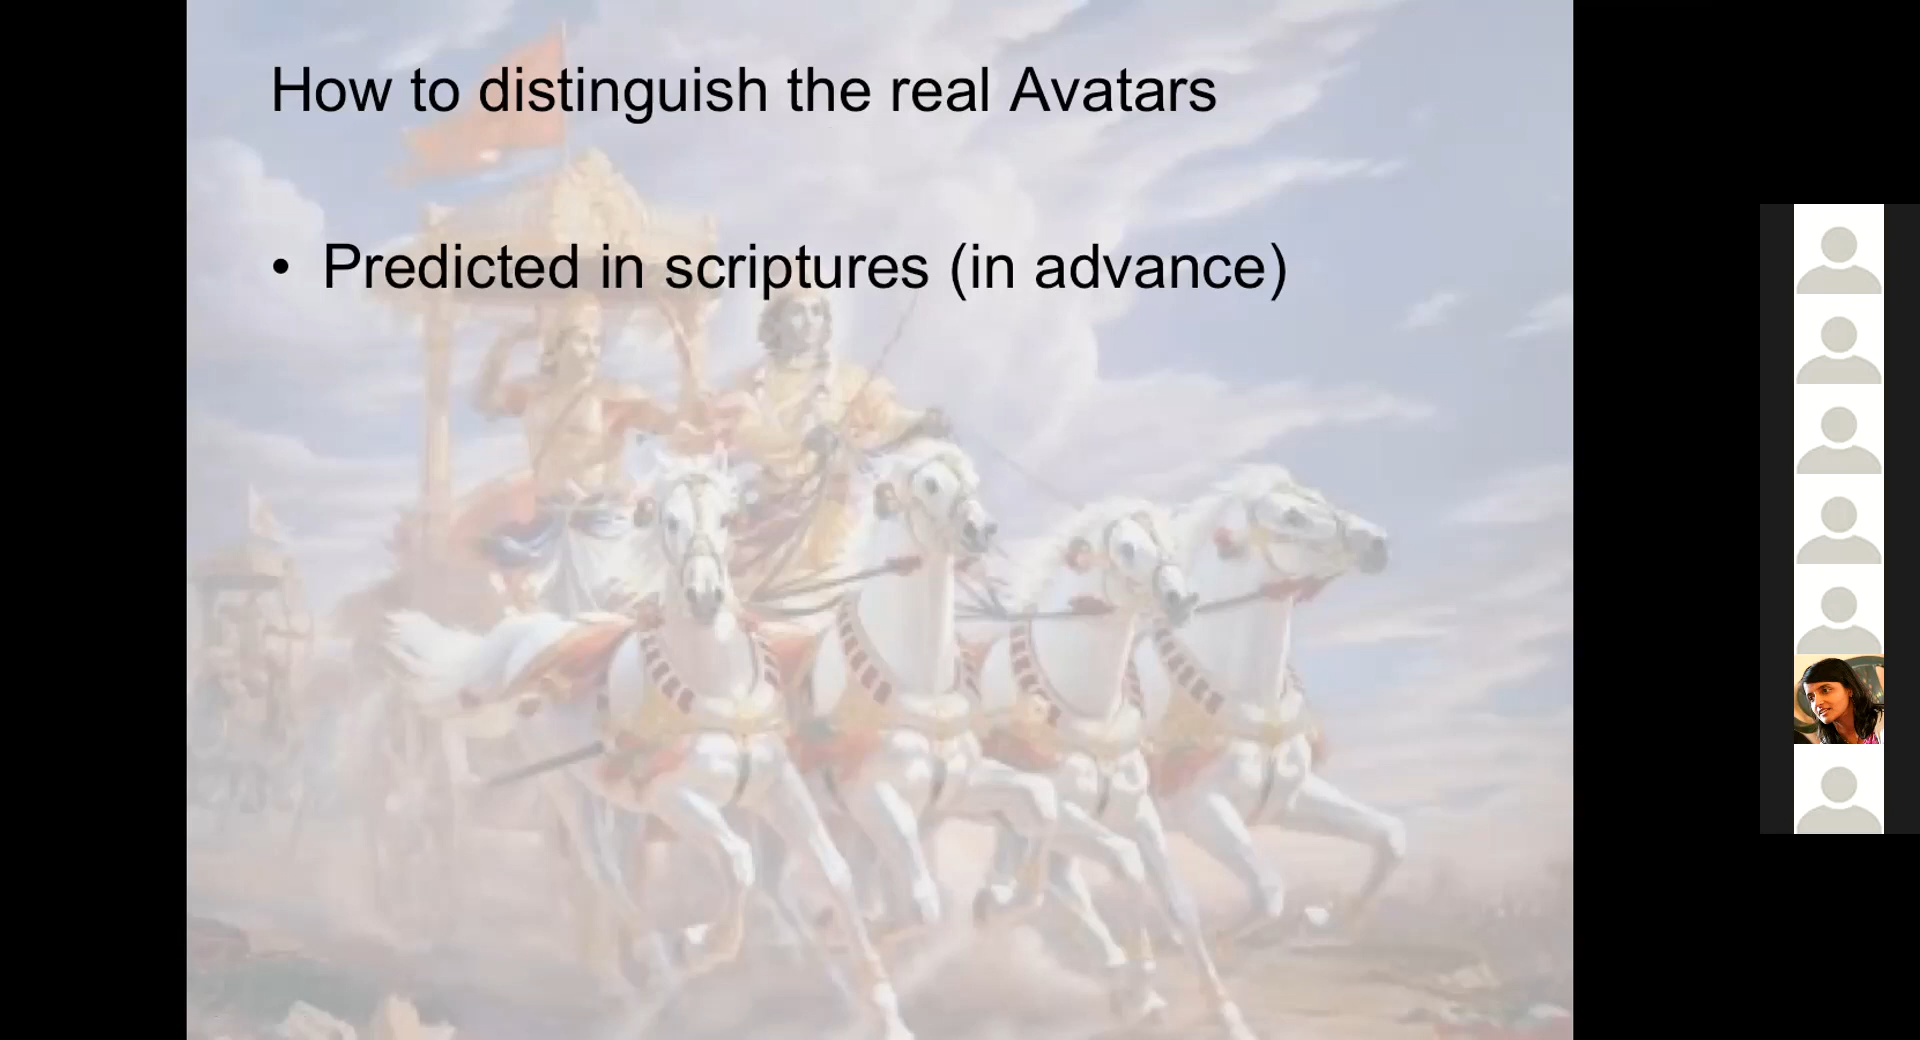 How to distinguish the real Avatars
• Predicted in scriptures (in advance)